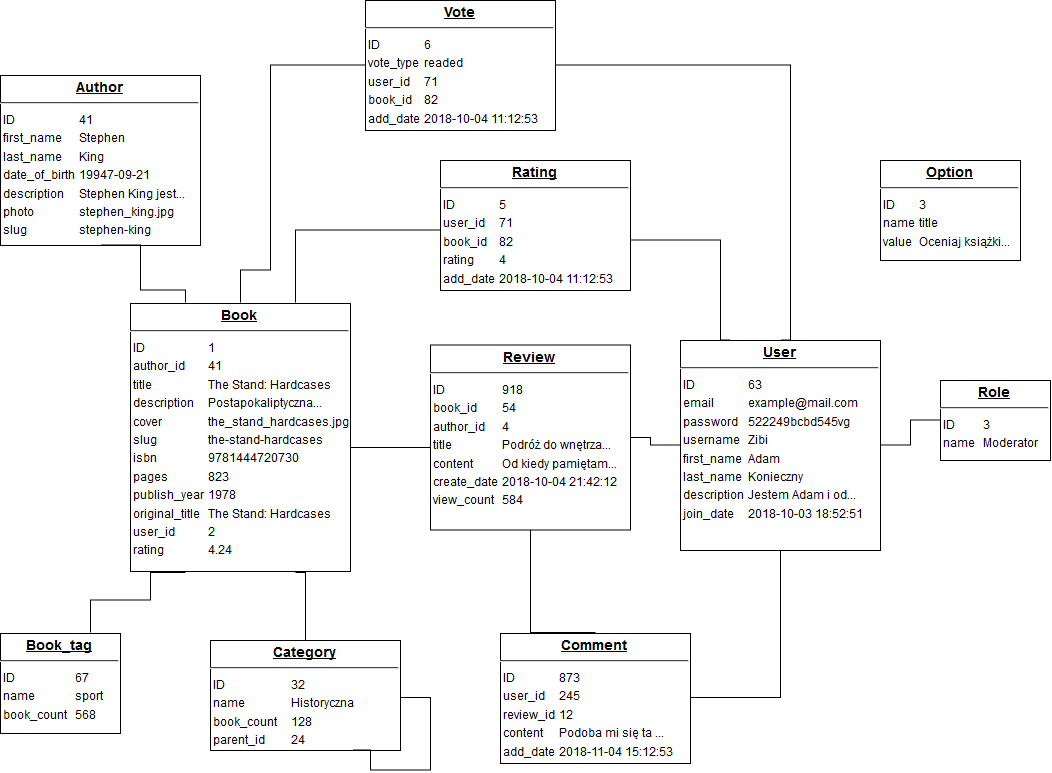 Vote
ID 6
vote_type readed
user_id 71
book_id 82
add_date 2018-10-04 11:12:53
Author
ID 41
first_name Stephen
last_name King
date_of_birth 19947-09-21
description Stephen King jest...
photo stephen_king.jpg
slug stephen-king
Rating
ID 5
user_id 71
book_id 82
rating 4
add_date 2018-10-04 11:12:53
Option
ID 3
name title
value Oceniaj książki...
Book
ID 1
author_id 41
title The Stand: Hardcases
description Postapokaliptyczna...
cover the_stand_hardcases.jpg
slug the-stand-hardcases
isbn 9781444720730
pages 823
publish_year 1978
original_title The Stand: Hardcases
user_id 2
rating 4.24
Review
ID 918
book_id 54
author_id 4
title Podróż do wnętrza...
content Od kiedy pamiętam...
create_date 2018-10-04 21:42:12
view_count 584
User
ID 63
email example@mail.com
password 522249bcbd545vg
username Zibi
first_name Adam
last_name Konieczny
description Jestem Adam i od...
join_date 2018-10-03 18:52:51
Role
ID 3
name Moderator
Book_tag
ID 67
name sport
book_count 568
Category
ID 32
name Historyczna
book_count 128
parent_id 24
Comment
ID 873
user_id 245
review_id 12
content Podoba mi się ta ...
add_date 2018-11-04 15:12:53